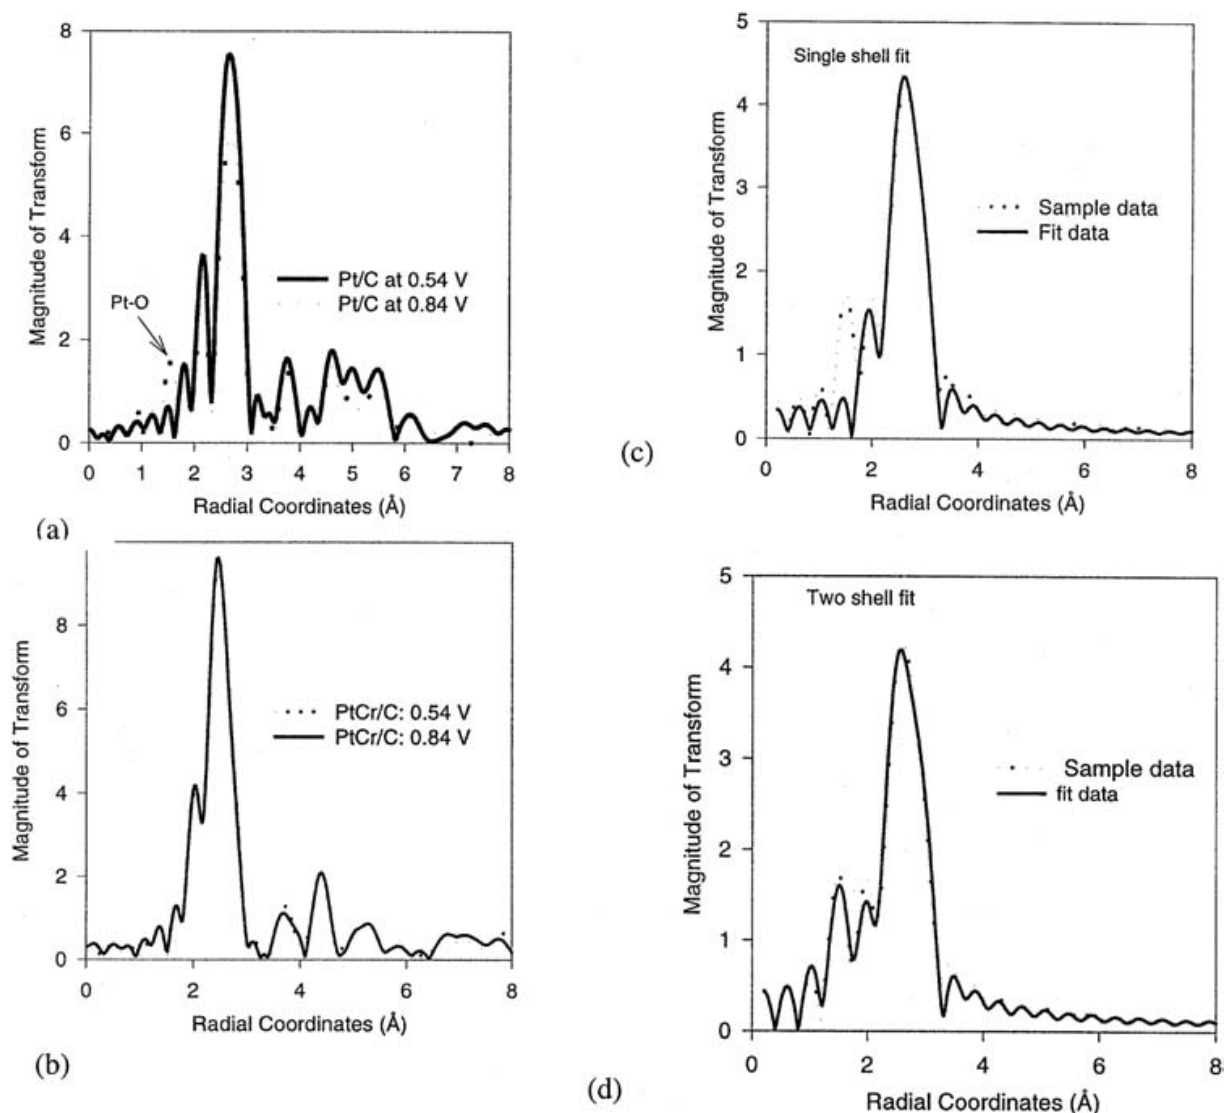 8
6
4
2
0
Magnitude of Transform
Pt-O
Pt/C at 0.54 V
Pt/C at 0.84 V
0 1 2 3 4 5 6 7 8
Radial Coordinates (Å)
(a)
8
6
4
2
0
Magnitude of Transform
PtCr/C: 0.54 V
PtCr/C: 0.84 V
0 2 4 6 8
Radial Coordinates (Å)
(b)
5
4
3
2
1
0
Magnitude of Transform
Single shell fit
Sample data
Fit data
0 2 4 6 8
Radial Coordinates (Å)
(c)
5
4
3
2
1
0
Magnitude of Transform
Two shell fit
Sample data
fit data
0 2 4 6 8
Radial Coordinates (Å)
(d)